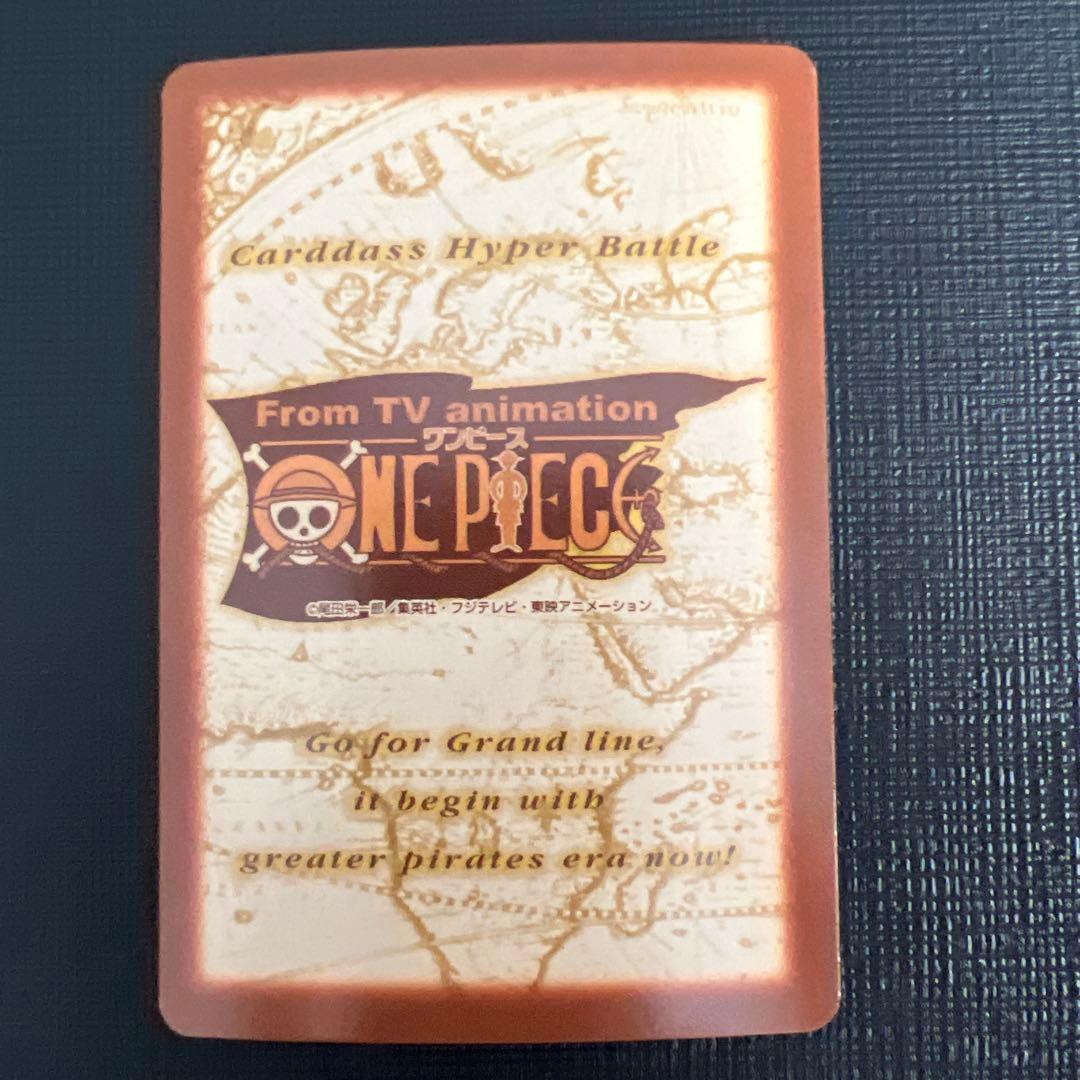 Carddass Hyper Battle
From TV animation
ワンピース
ONE PIECE
©尾田栄一郎／集英社・フジテレビ・東映アニメーション
Go for Grand line,
it begin with
greater pirates era now!